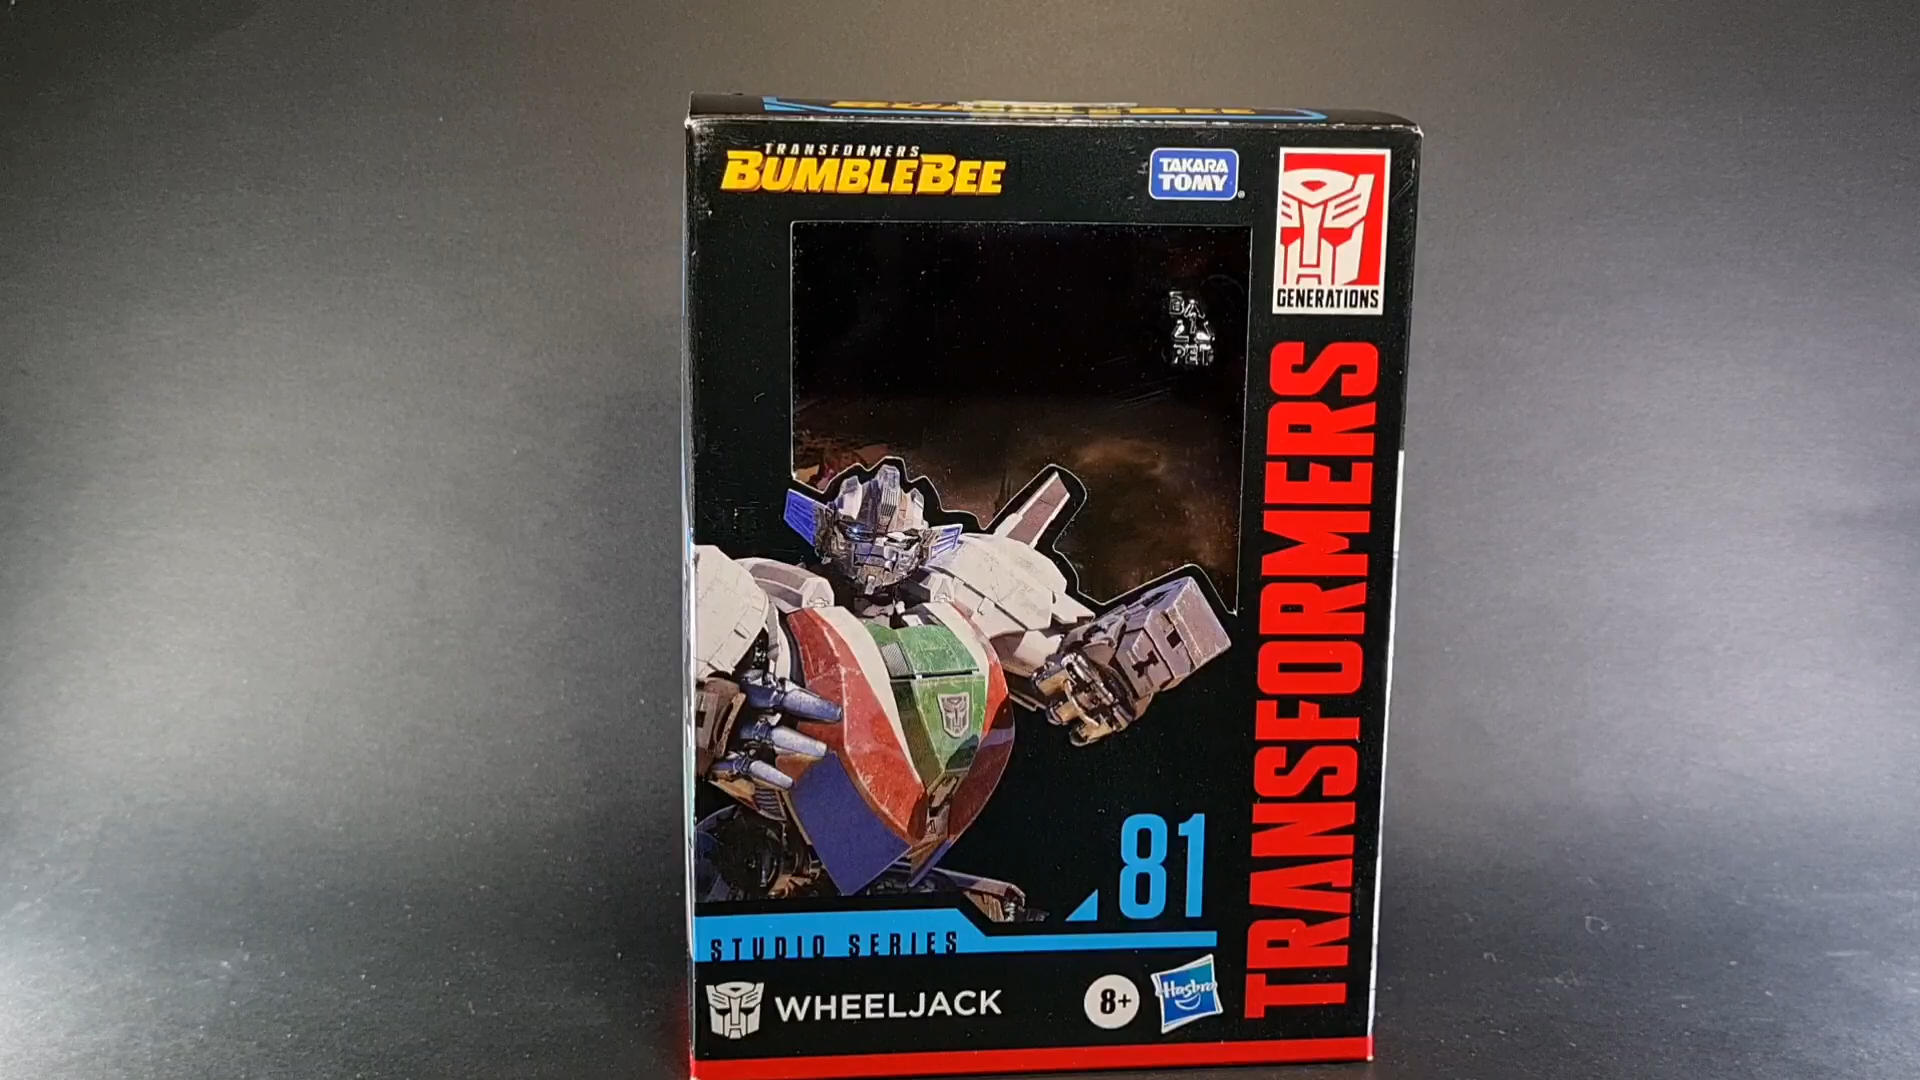 TRANSFORMERS
BUMBLEBEE
TAKARA
TOMY
GENERATIONS
TRANSFORMERS
81
STUDIO SERIES
WHEELJACK
8+
Hasbro